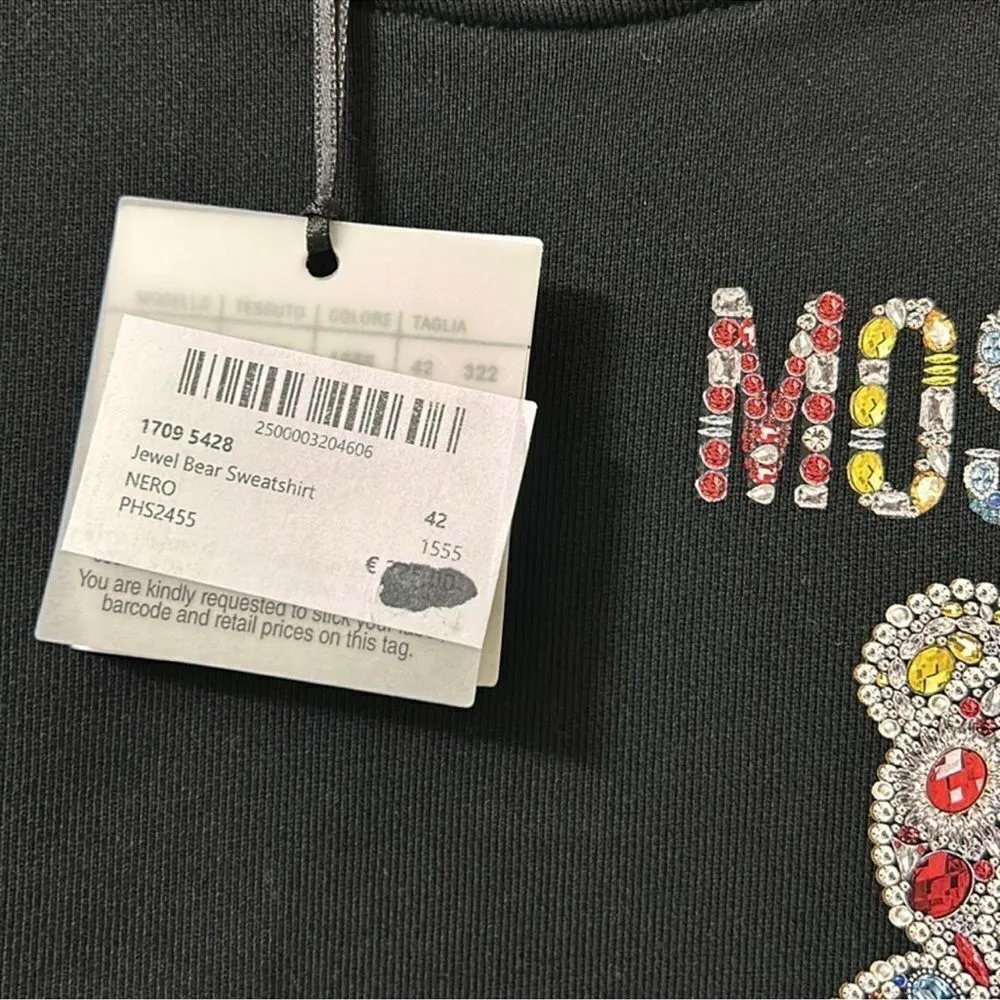 MODELLO TESSUTO COLORE TAGLIA
1555 42 322
2500003204606
1709 5428
Jewel Bear Sweatshirt
NERO
PHS2455
42
1555
€
You are kindly requested to stick your
barcode and retail prices on this tag.
MOS